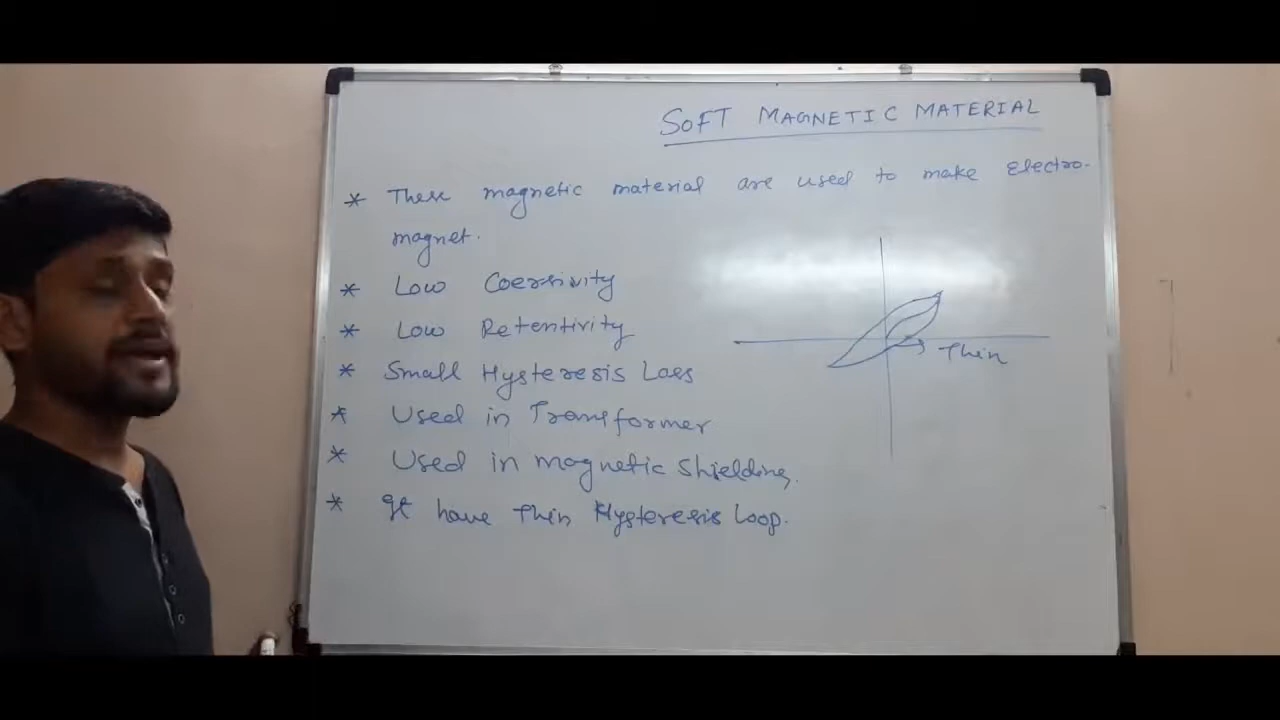 SOFT MAGNETIC MATERIAL
* These magnetic material are used to make Electro-
magnet.
* Low Coersivity
* Low Retentivity
* Small Hysteresis Loss
* Used in Transformer
* Used in magnetic shielding.
* It have Thin Hysteresis Loop.
Thin